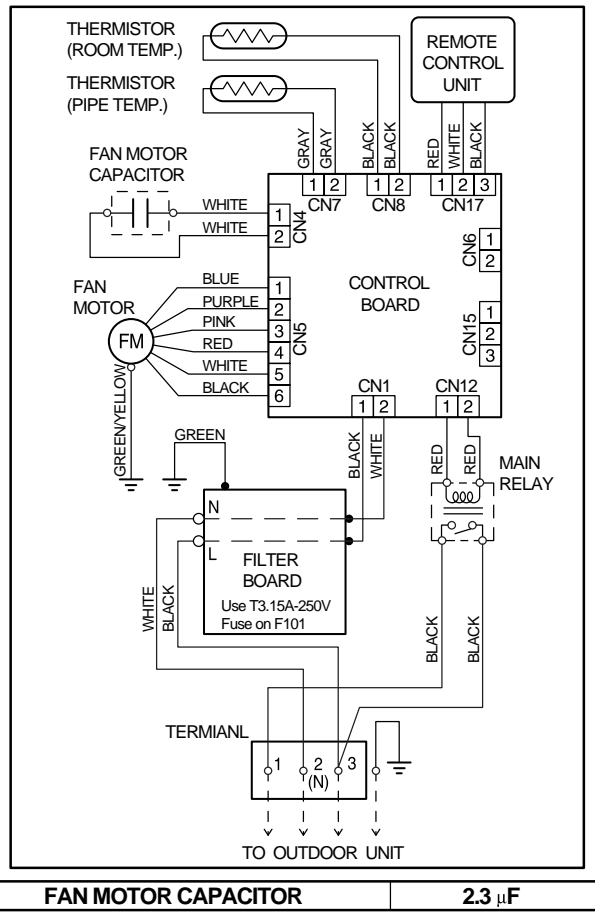 THERMISTOR
(ROOM TEMP.)
THERMISTOR
(PIPE TEMP.)
REMOTE
CONTROL
UNIT
GRAY
GRAY
BLACK
BLACK
RED
WHITE
BLACK
FAN MOTOR
CAPACITOR
1 2
CN7
1 2
CN8
1 2 3
CN17
WHITE
WHITE
1
2
CN4
CN6
1
2
FAN
MOTOR
FM
BLUE
PURPLE
PINK
RED
WHITE
BLACK
1
2
3
4
5
6
CN5
CONTROL
BOARD
CN15
1
2
3
CN1
1 2
CN12
1 2
GREEN/YELLOW
GREEN
BLACK
WHITE
RED
RED
MAIN
RELAY
N
L
FILTER
BOARD
Use T3.15A-250V
Fuse on F101
WHITE
BLACK
BLACK
BLACK
TERMIANL
1 2 3
(N)
TO OUTDOOR UNIT
FAN MOTOR CAPACITOR 2.3 μF